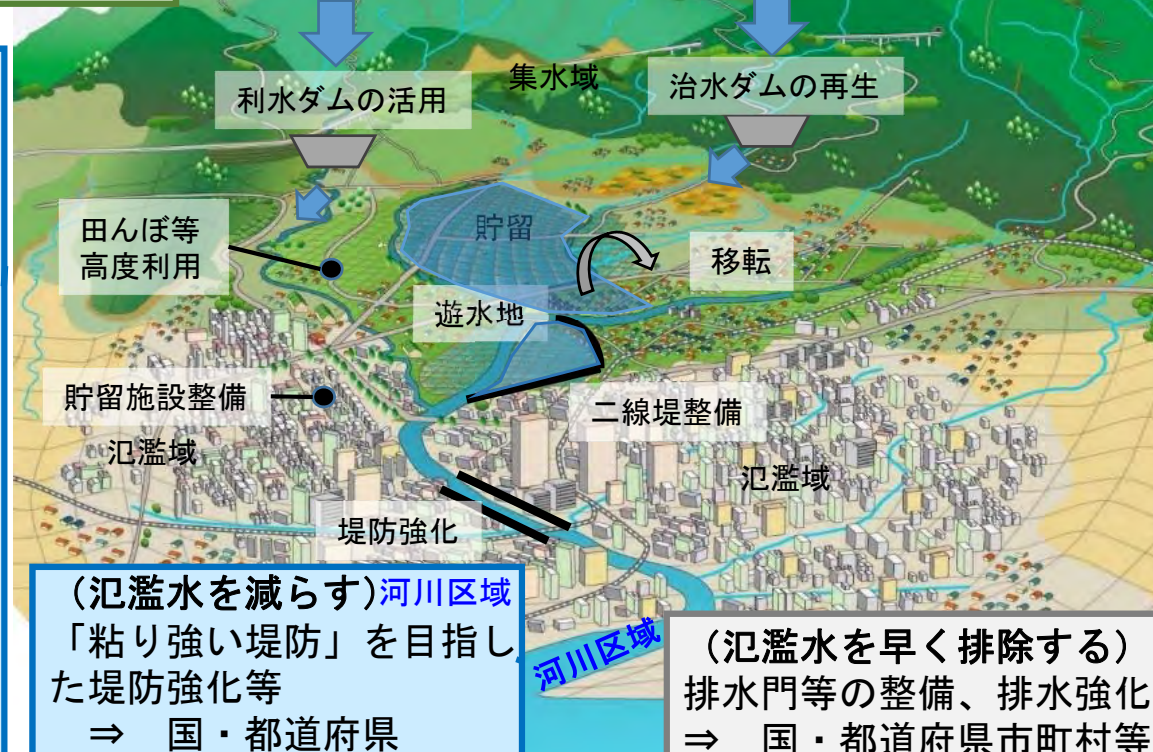 集水域
利水ダムの活用
治水ダムの再生
田んぼ等
高度利用
貯留
移転
遊水地
貯留施設整備
二線堤整備
氾濫域
氾濫域
堤防強化
(氾濫水を減らす)河川区域
「粘り強い堤防」を目指し
た堤防強化等
⇒ 国・都道府県
河川区域
(氾濫水を早く排除する)
排水門等の整備、排水強化
⇒ 国・都道府県市町村等